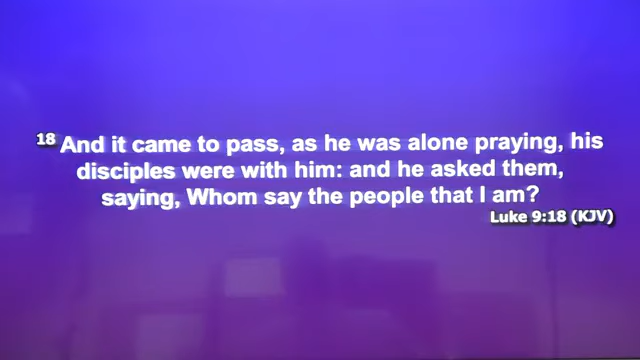 18 And it came to pass, as he was alone praying, his
disciples were with him: and he asked them,
saying, Whom say the people that I am?
Luke 9:18 (KJV)